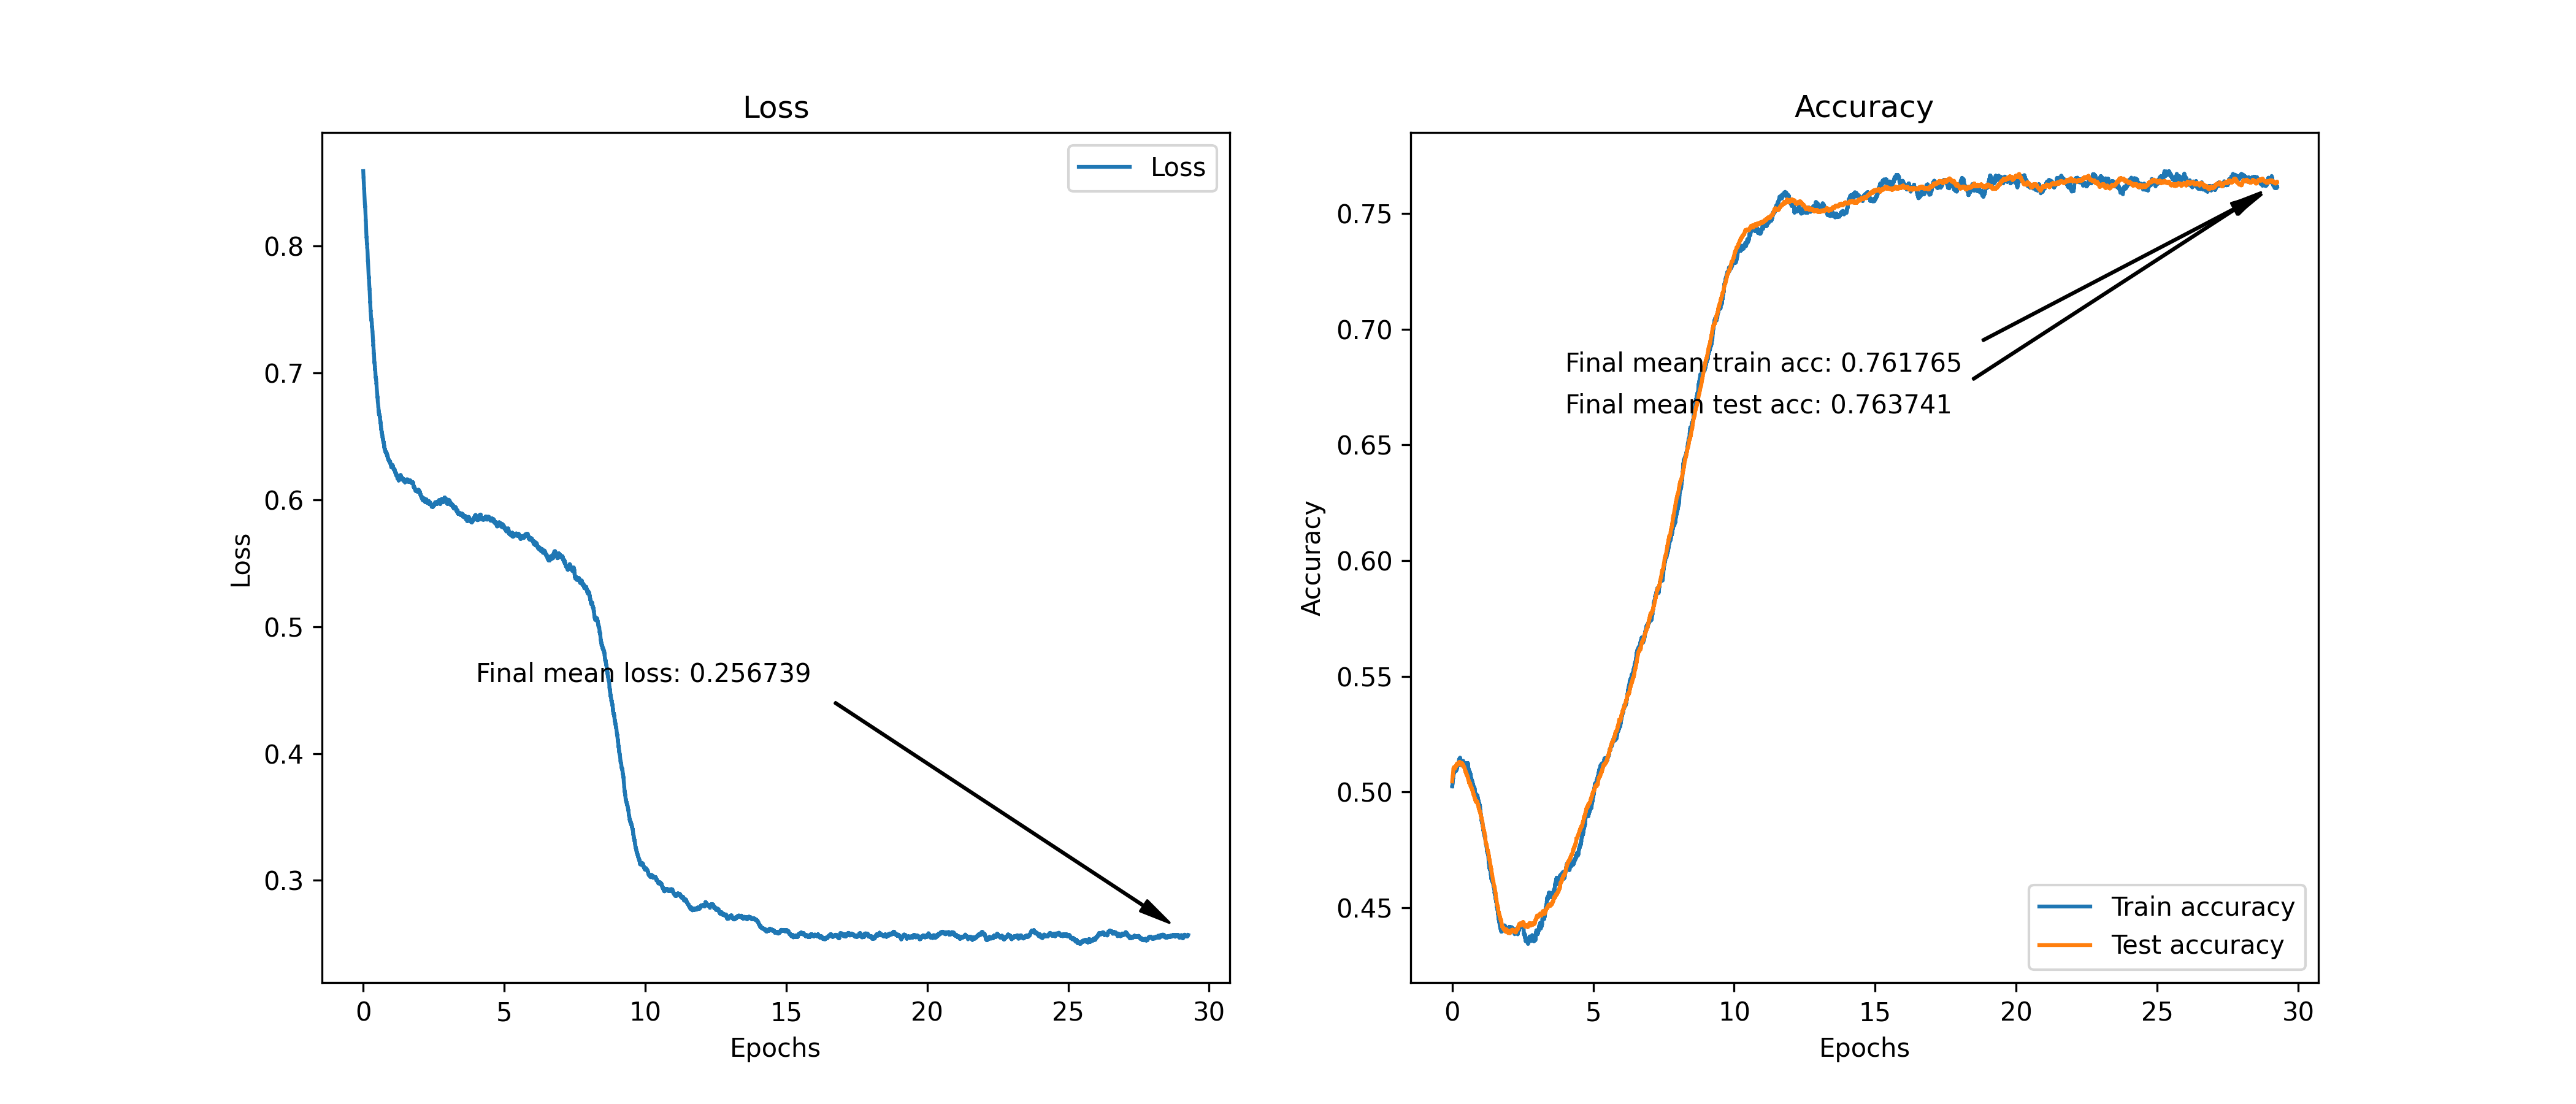 Loss
Loss
0.8
0.7
0.6
0.5
0.4
0.3
Loss
Final mean loss: 0.256739
0 5 10 15 20 25 30
Epochs
Accuracy
0.75
0.70
0.65
0.60
0.55
0.50
0.45
Accuracy
Final mean train acc: 0.761765
Final mean test acc: 0.763741
Train accuracy
Test accuracy
0 5 10 15 20 25 30
Epochs